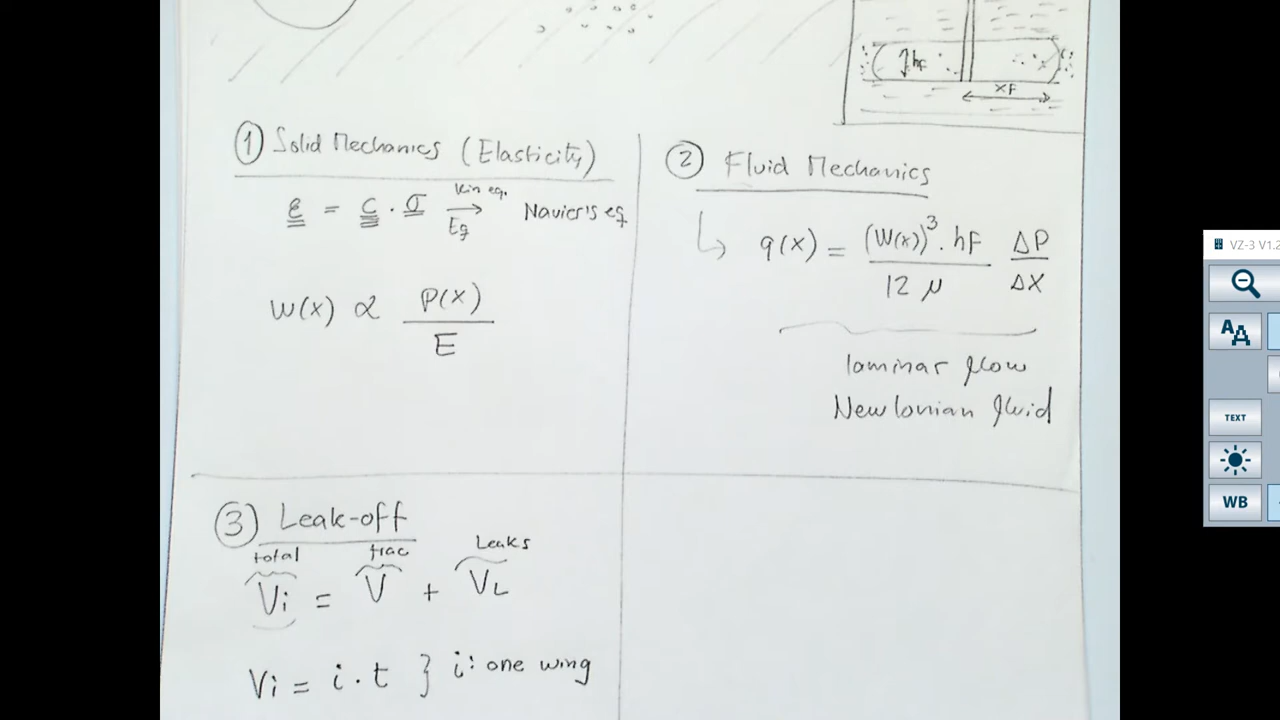 hF
xF
① Solid Mechanics (Elasticity)
ε = C · σ Kin eq. → Eq Navier's eq
W(x) ∝ P(x) / E
② Fluid Mechanics
↳ q(x) = (W(x))³ · hF / 12 μ ΔP / ΔX
laminar flow
Newtonian fluid
③ Leak-off
total frac Leaks
Vi = V + VL
Vi = i · t } i: one wing
VZ-3 V1.2
AA
TEXT
WB